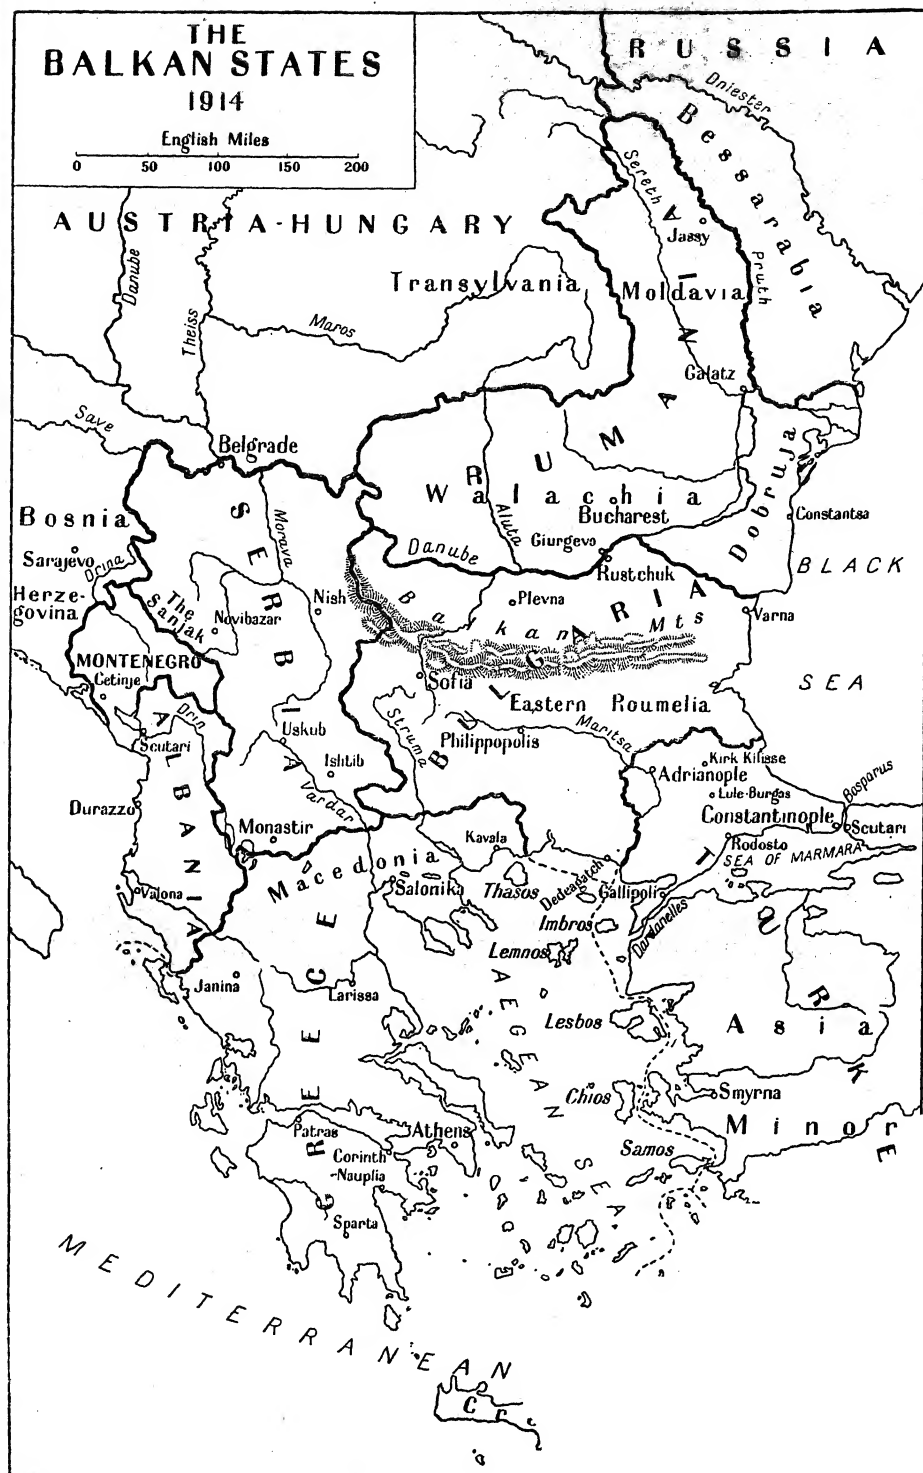 THE
BALKAN STATES
1914
English Miles
0 50 100 150 200
RUSSIA
Dniester
Bessarabia
AUSTRIA-HUNGARY
Sereth
Jassy
Pruth
Danube
Theiss
Maros
Transylvania
Moldavia
Galatz
RUMANIA
Save
Belgrade
Walachia
Dobruja
Bosnia
SERBIA
Morava
Aluta
Bucharest
Constantsa
Sarajevo
Drina
Danube
Giurgevo
Rustchuk
BLACK
SEA
Herze-
govina
The
Sanjak
Novibazar
Nish
Plevna
Balkan Mts
Varna
BULGARIA
MONTENEGRO
Cetinje
Sofia
Eastern Roumelia
Drin
Scutari
ALBANIA
Uskub
Struma
Philippopolis
Maritsa
Ishtib
Kirk Kilisse
Adrianople
Lule-Burgas
Bosparus
Durazzo
Vardar
Constantinople
Scutari
Monastir
Kavala
Rodosto
SEA OF MARMARA
Macedonia
Valona
Salonika
Thasos
Dedeagatch
Gallipoli
Dardanelles
TURKE
Imbros
Lemnos
Janina
Larissa
GREECE
AEGEAN SEA
Lesbos
Asia
Minor
Chios
Smyrna
Patras
Athens
Corinth
Nauplia
Samos
Sparta
MEDITERRANEAN
Cre